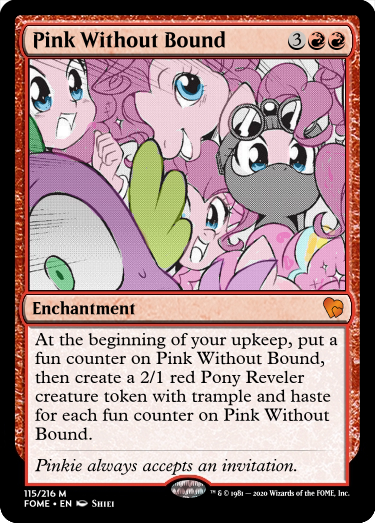 Pink Without Bound 3
Enchantment
At the beginning of your upkeep, put a
fun counter on Pink Without Bound,
then create a 2/1 red Pony Reveler
creature token with trample and haste
for each fun counter on Pink Without
Bound.
Pinkie always accepts an invitation.
115/216 M
FOME • EN Shiei
™ & © 1981 — 2020 Wizards of the FOME, Inc.